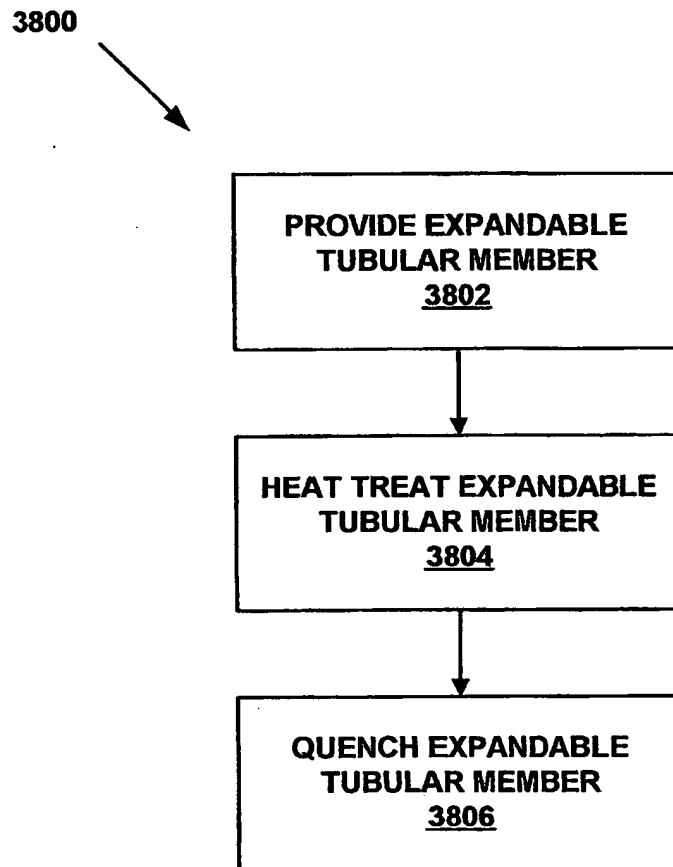 3800
PROVIDE EXPANDABLE
TUBULAR MEMBER
3802
HEAT TREAT EXPANDABLE
TUBULAR MEMBER
3804
QUENCH EXPANDABLE
TUBULAR MEMBER
3806